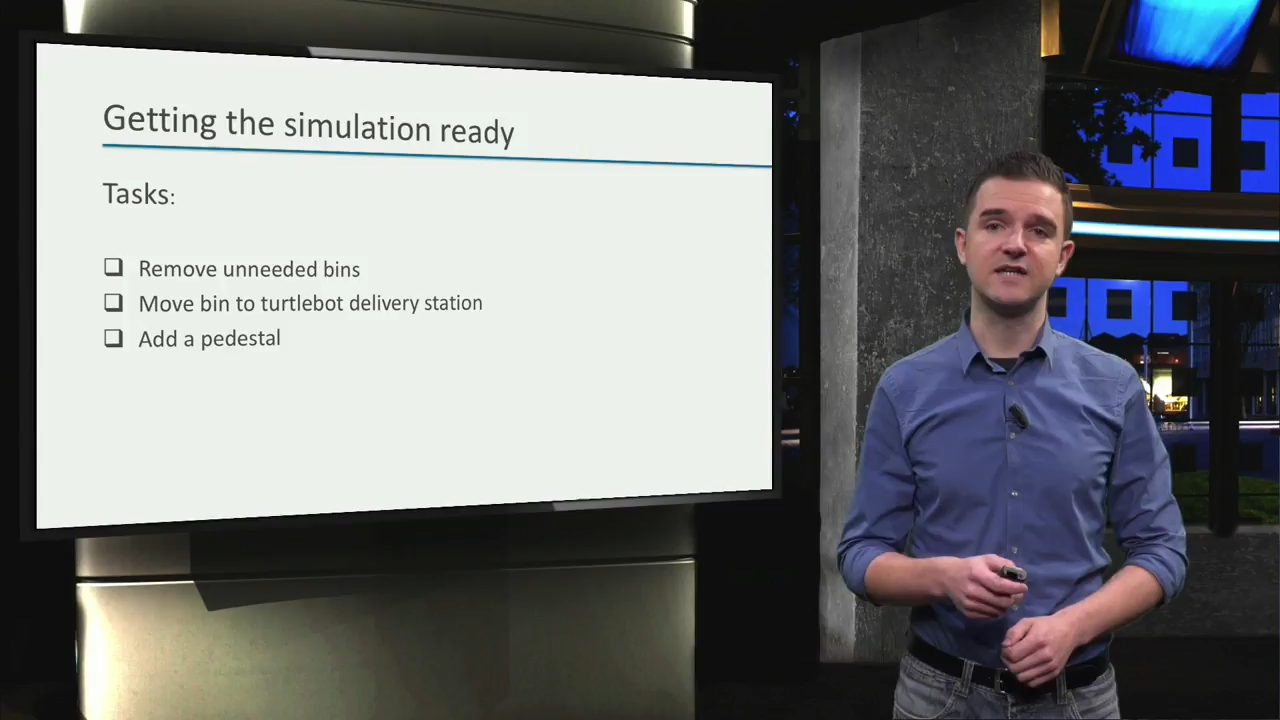 Getting the simulation ready
Tasks:
❑ Remove unneeded bins
❑ Move bin to turtlebot delivery station
❑ Add a pedestal